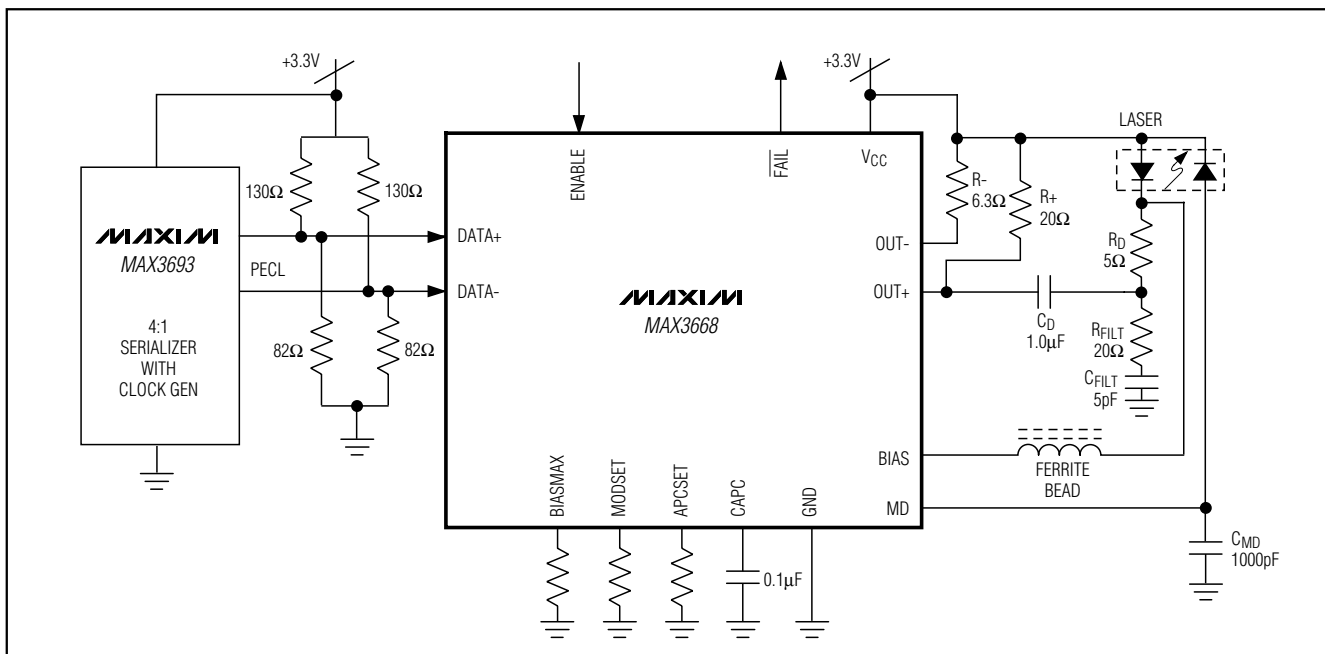 +3.3V
+3.3V
LASER
ENABLE
FAIL
VCC
130Ω
130Ω
R-
6.3Ω
R+
20Ω
MAXIM
MAX3693
4:1
SERIALIZER
WITH
CLOCK GEN
PECL
DATA+
DATA-
82Ω
82Ω
MAXIM
MAX3668
OUT-
OUT+
RD
5Ω
CD
1.0µF
RFILT
20Ω
CFILT
5pF
BIAS
FERRITE
BEAD
MD
BIASMAX
MODSET
APCSET
CAPC
GND
0.1µF
CMD
1000pF